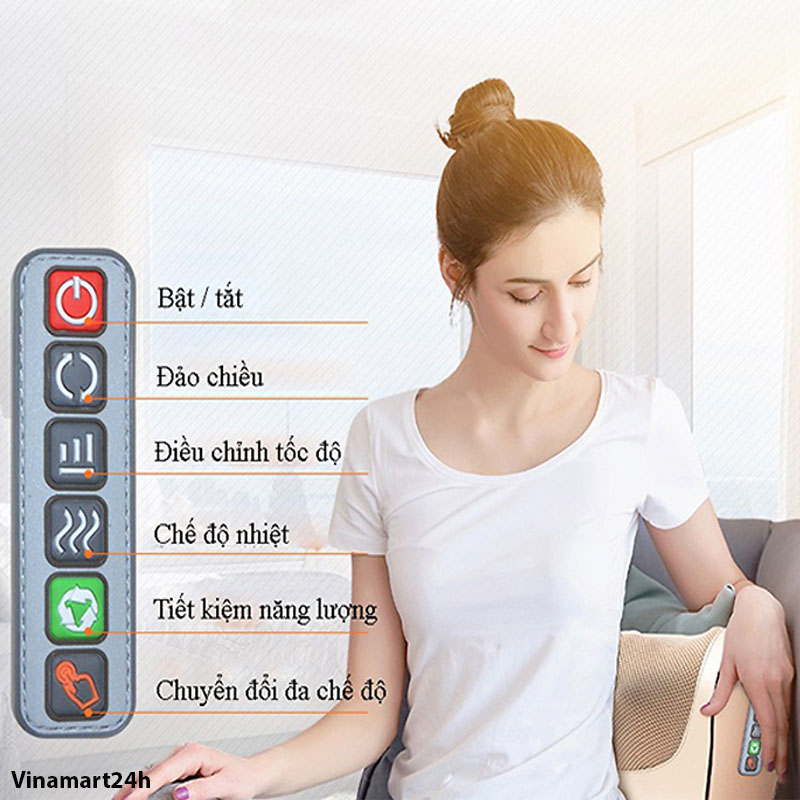 Bật / tắt
Đảo chiều
Điều chỉnh tốc độ
Chế độ nhiệt
Tiết kiệm năng lượng
Chuyển đổi đa chế độ
Vinamart24h